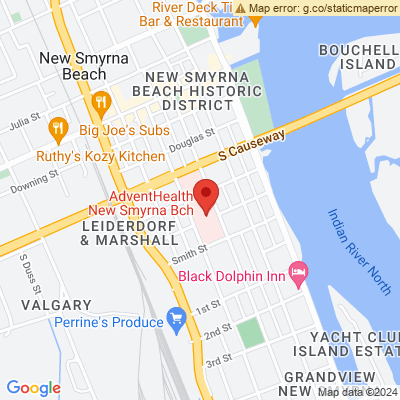 River Deck Ti
Bar & Restaurant
Map error: g.co/staticmaperror
New Smyrna
Beach
BOUCHELL
ISLAND
NEW SMYRNA
BEACH HISTORIC
DISTRICT
Julia St
Big Joe's Subs
Douglas St
S Causeway
Ruthy's Kozy Kitchen
Downing St
AdventHealth
New Smyrna Bch
LEIDERDORF
& MARSHALL
Indian River North
S Duss St
Smith St
Black Dolphin Inn
VALGARY
1st St
Perrine's Produce
2nd St
YACHT CLU
ISLAND ESTA
3rd St
GRANDVIEW
Google
Map data ©2024